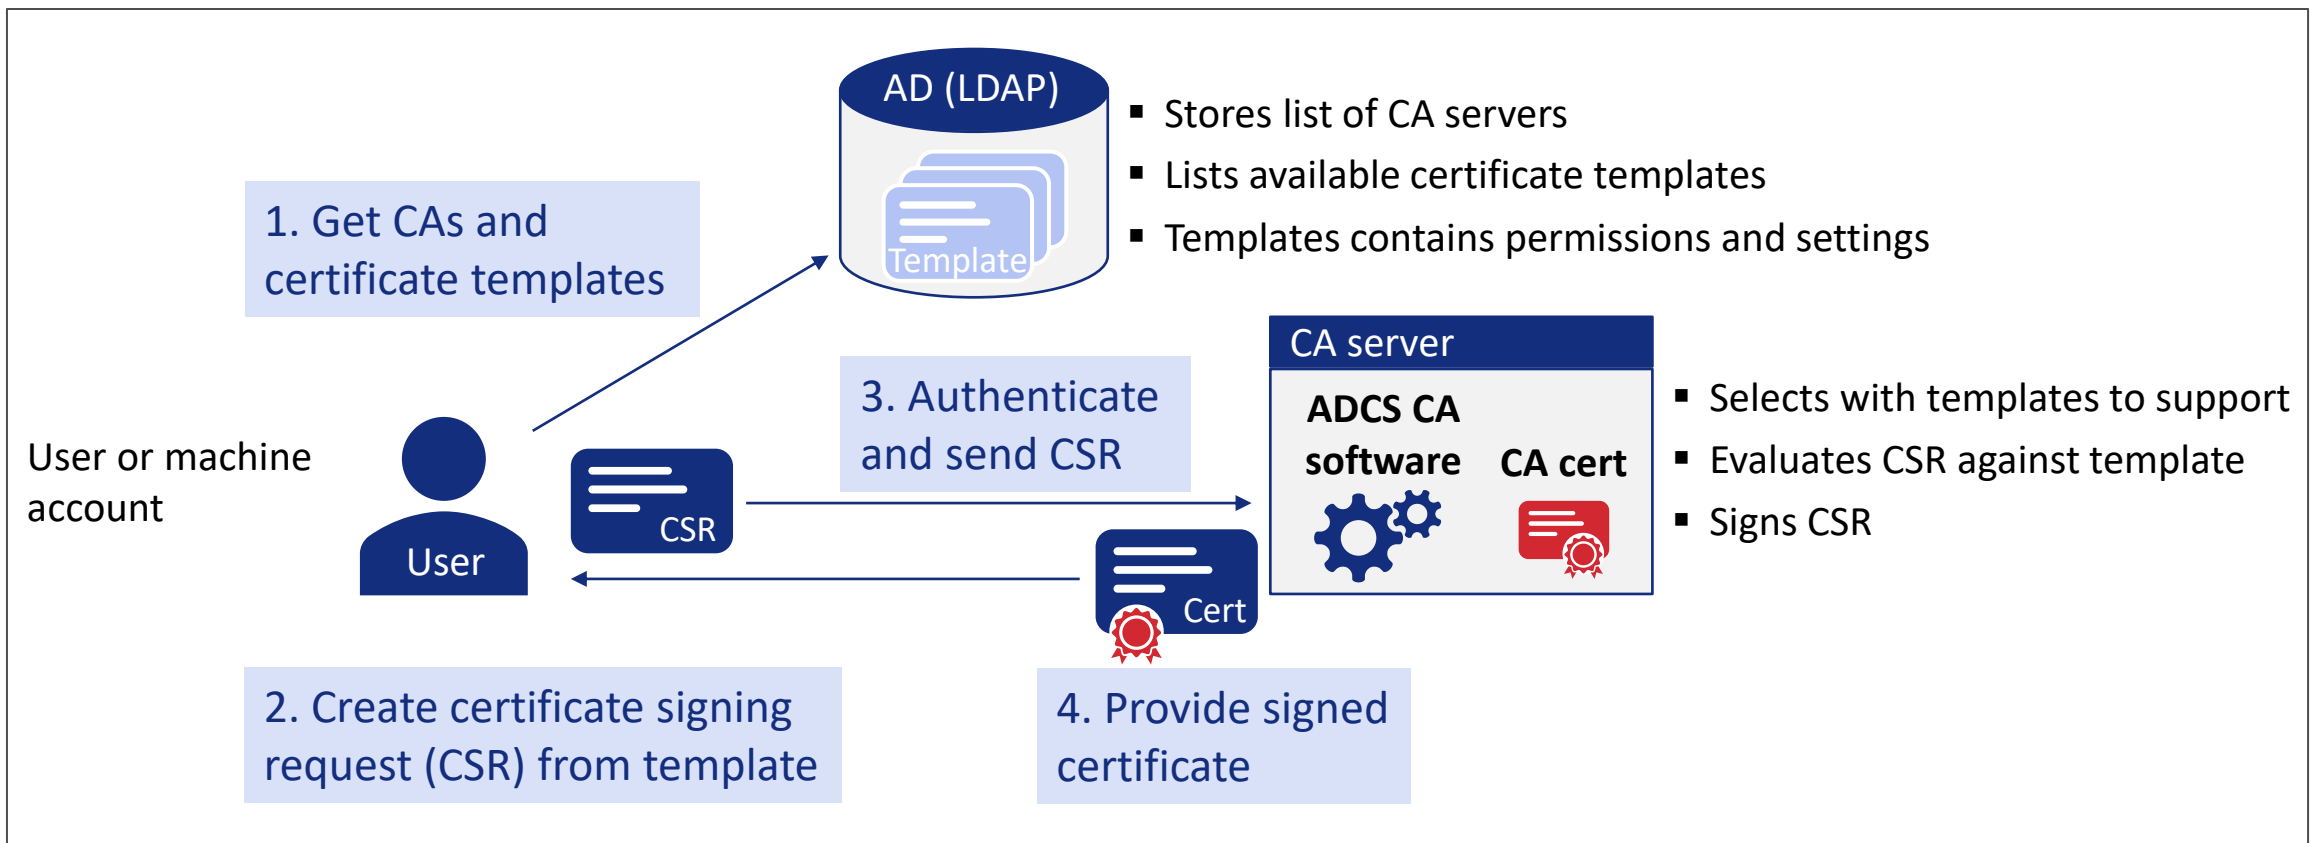 AD (LDAP)
Template
▪ Stores list of CA servers
▪ Lists available certificate templates
▪ Templates contains permissions and settings
1. Get CAs and
certificate templates
User or machine
account
User
CSR
3. Authenticate
and send CSR
CA server
ADCS CA
software
CA cert
▪ Selects with templates to support
▪ Evaluates CSR against template
▪ Signs CSR
Cert
2. Create certificate signing
request (CSR) from template
4. Provide signed
certificate